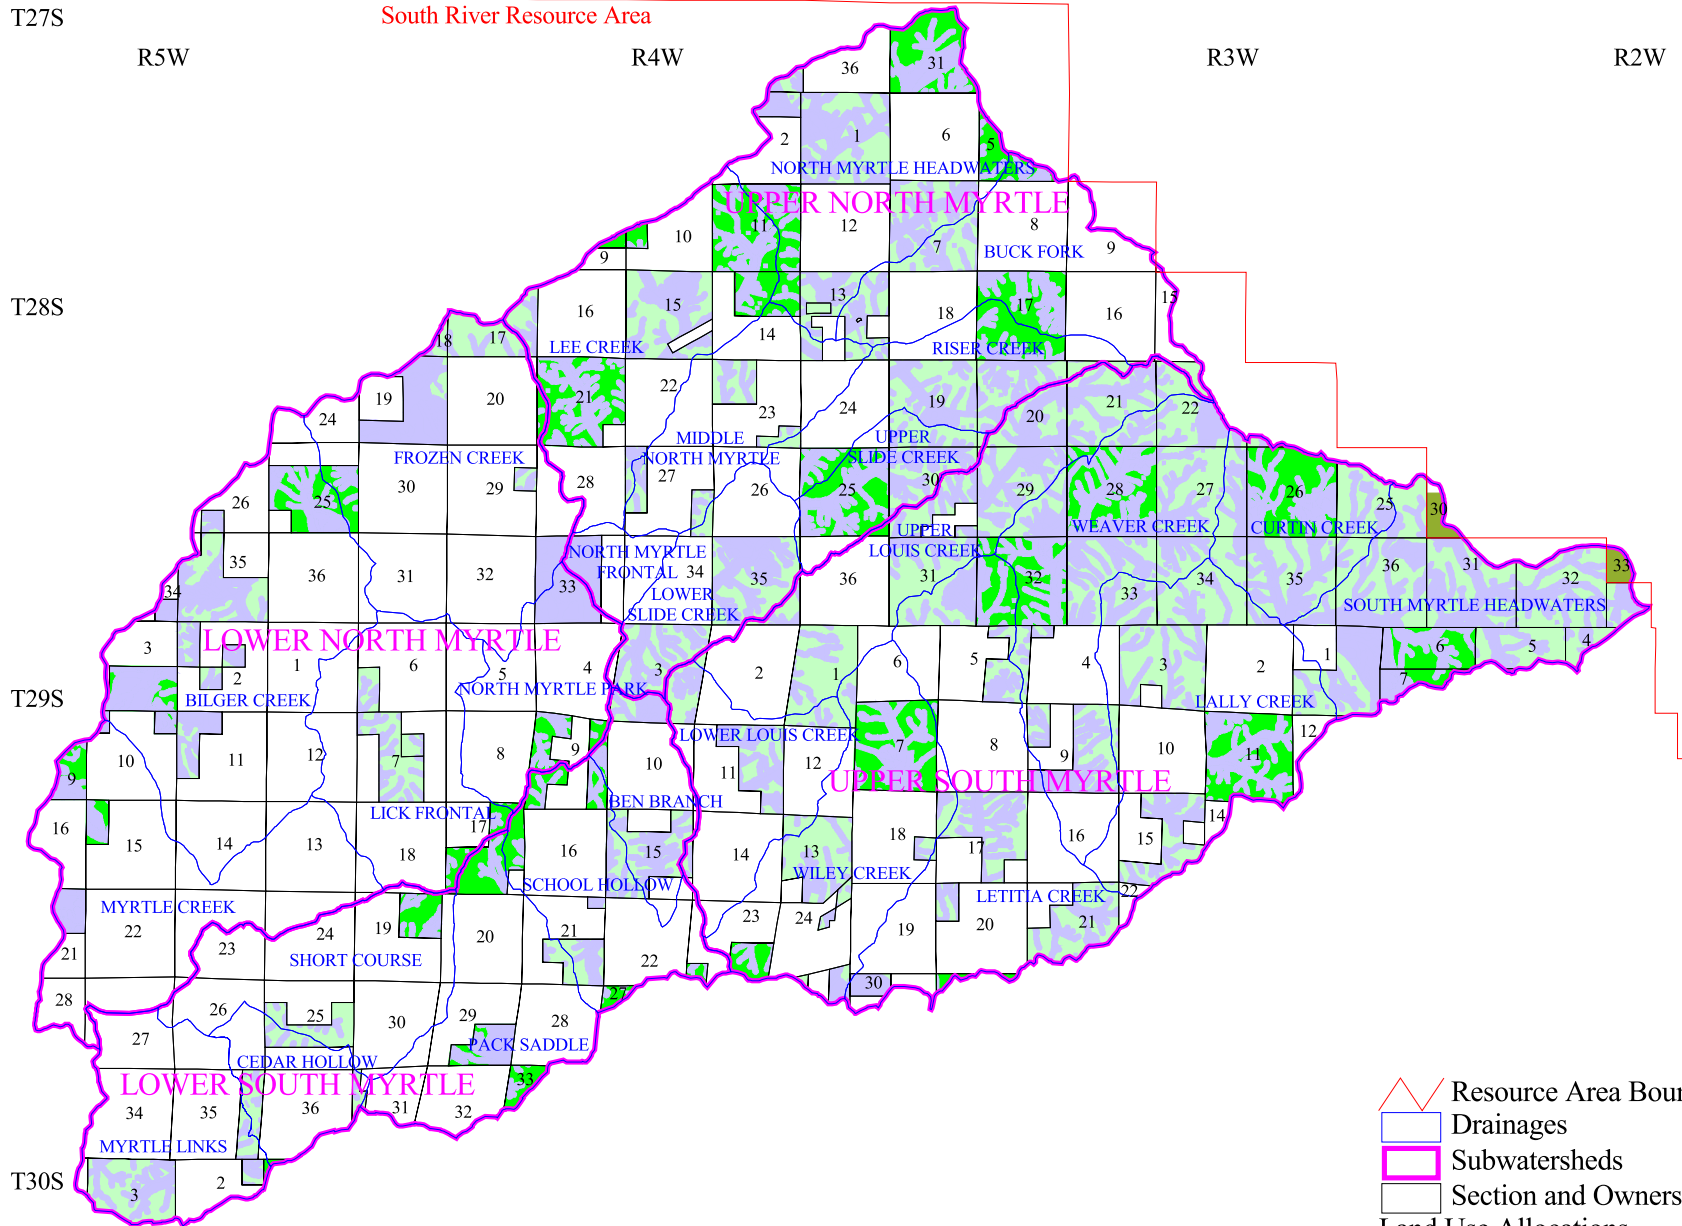 T27S
South River Resource Area
R5W
R4W
R3W
R2W
36
31
2
1
6
5
NORTH MYRTLE HEADWATERS
UPPER NORTH MYRTLE
9
10
11
12
7
8
BUCK FORK
9
T28S
16
15
14
13
18
17
16
15
LEE CREEK
RISER CREEK
18
17
24
19
20
21
22
23
24
19
20
21
22
MIDDLE
NORTH MYRTLE
UPPER
SLIDE CREEK
FROZEN CREEK
26
25
30
29
28
27
26
25
30
29
28
27
26
25
30
UPPER
LOUIS CREEK
WEAVER CREEK
CURTIN CREEK
NORTH MYRTLE
FRONTAL
LOWER
SLIDE CREEK
34
35
36
31
32
33
34
35
36
31
32
33
34
35
36
31
32
33
SOUTH MYRTLE HEADWATERS
LOWER NORTH MYRTLE
3
2
1
6
5
4
3
2
1
6
5
4
3
2
1
6
5
4
7
T29S
BILGER CREEK
NORTH MYRTLE PARK
LALLY CREEK
LOWER LOUIS CREEK
9
10
11
12
7
8
9
10
11
12
7
8
9
10
11
12
UPPER SOUTH MYRTLE
BEN BRANCH
LICK FRONTAL
16
15
14
13
18
17
16
15
14
13
18
17
16
15
14
SCHOOL HOLLOW
WILEY CREEK
LETITIA CREEK
MYRTLE CREEK
21
22
23
24
19
20
21
22
23
24
19
20
21
22
SHORT COURSE
28
27
26
25
30
29
28
27
30
CEDAR HOLLOW
PACK SADDLE
LOWER SOUTH MYRTLE
34
35
36
31
32
33
MYRTLE LINKS
T30S
3
2
Resource Area Bour
Drainages
Subwatersheds
Section and Owners
Land Use Allocations